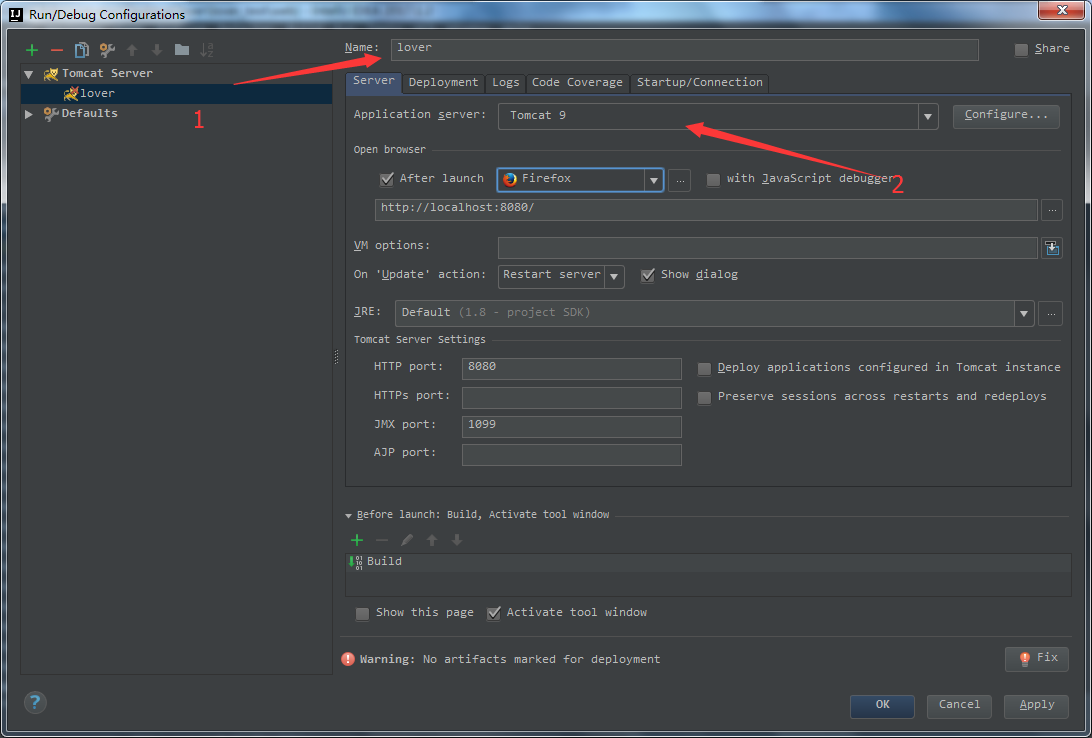 Run/Debug Configurations
Name: lover
Share
Tomcat Server
lover
Defaults
1
Server Deployment Logs Code Coverage Startup/Connection
Application server: Tomcat 9 Configure...
Open browser
After launch Firefox ... with JavaScript debugger
2
http://localhost:8080/ ...
VM options:
On 'Update' action: Restart server Show dialog
JRE: Default (1.8 - project SDK) ...
Tomcat Server Settings
HTTP port: 8080 Deploy applications configured in Tomcat instance
HTTPs port: Preserve sessions across restarts and redeploys
JMX port: 1099
AJP port:
Before launch: Build, Activate tool window
Build
Show this page Activate tool window
Warning: No artifacts marked for deployment Fix
? OK Cancel Apply